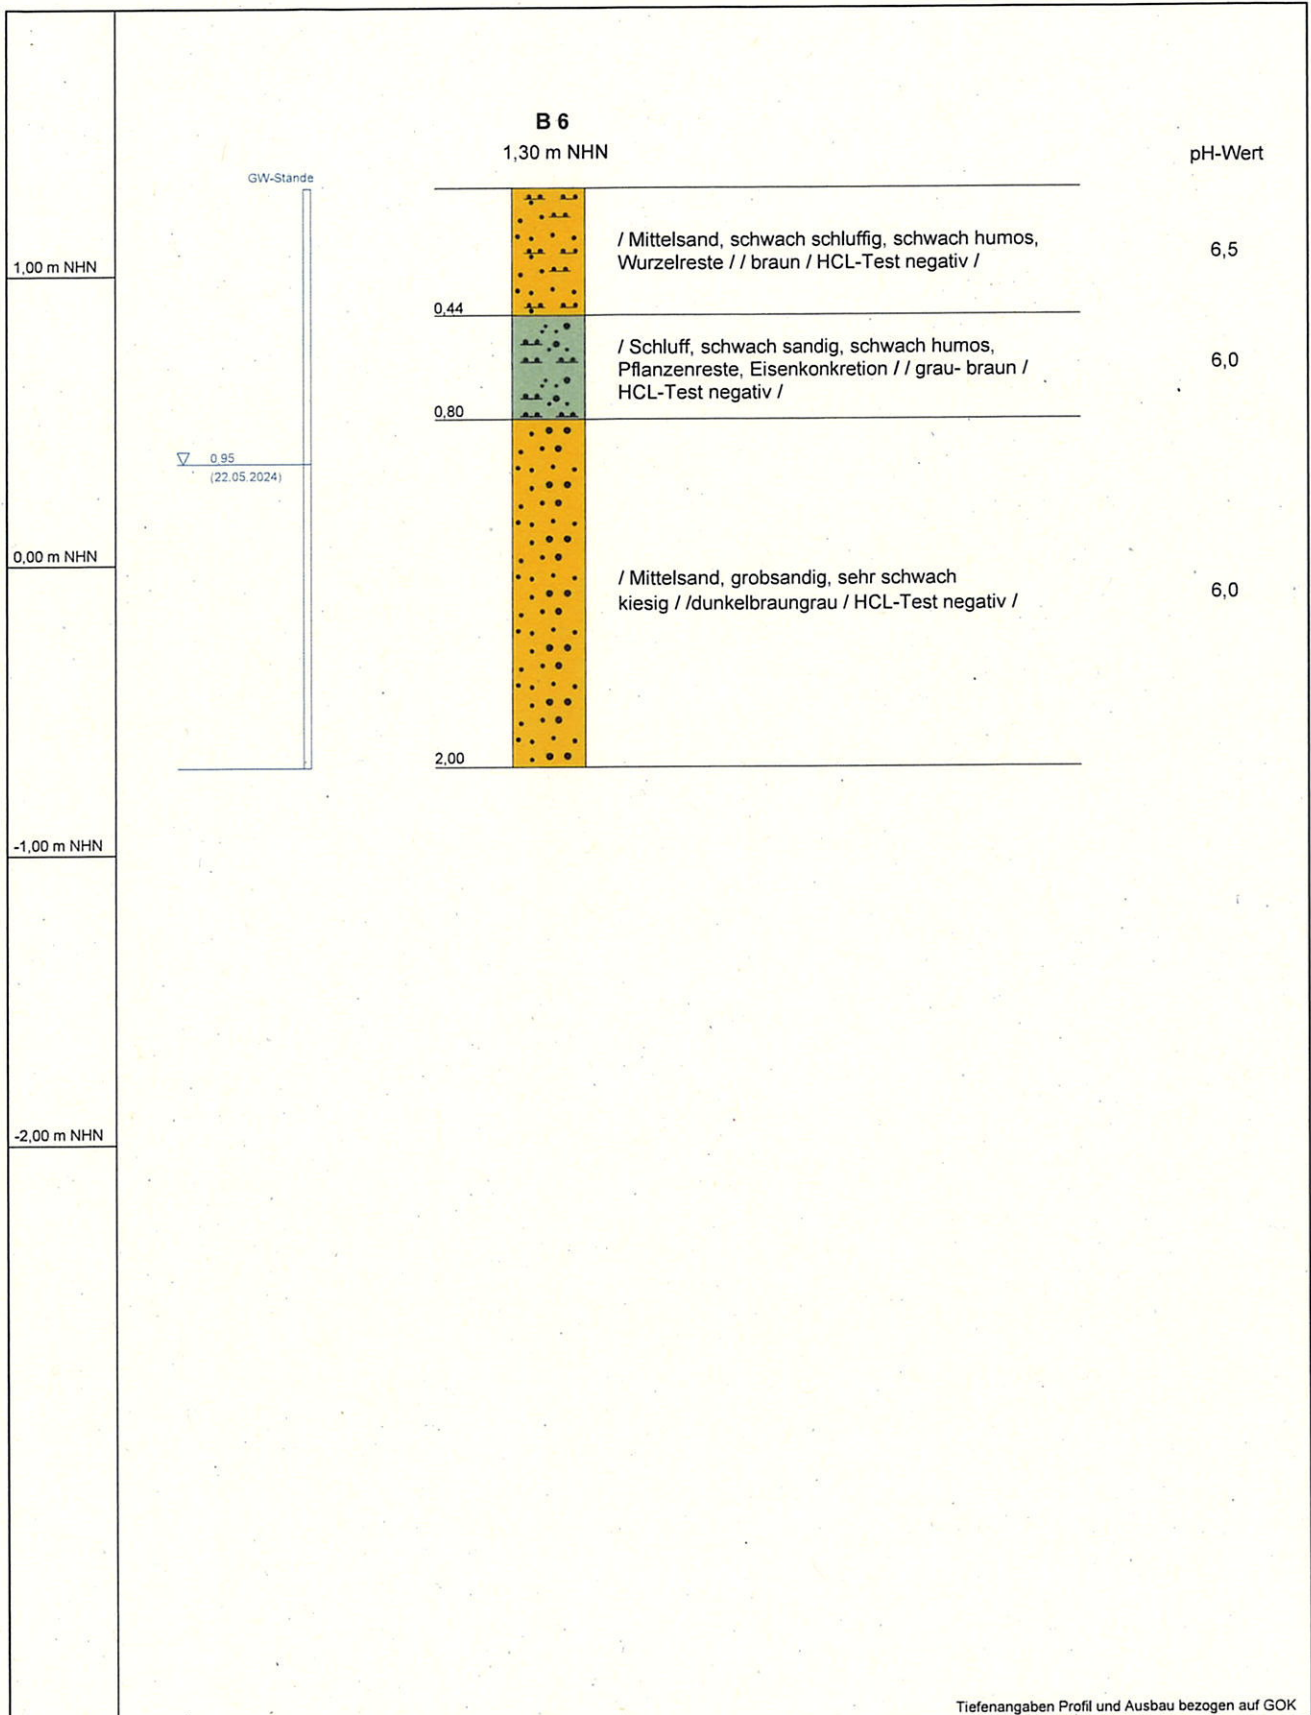 B 6
1,30 m NHN
pH-Wert
GW-Stande
/ Mittelsand, schwach schluffig, schwach humos,
Wurzelreste / / braun / HCL-Test negativ /
6,5
1,00 m NHN
0,44
/ Schluff, schwach sandig, schwach humos,
Pflanzenreste, Eisenkonkretion / / grau- braun /
HCL-Test negativ /
6,0
0,80
0,95
(22.05.2024)
0,00 m NHN
/ Mittelsand, grobsandig, sehr schwach
kiesig / /dunkelbraungrau / HCL-Test negativ /
6,0
2,00
-1,00 m NHN
-2,00 m NHN
Tiefenangaben Profil und Ausbau bezogen auf GOK